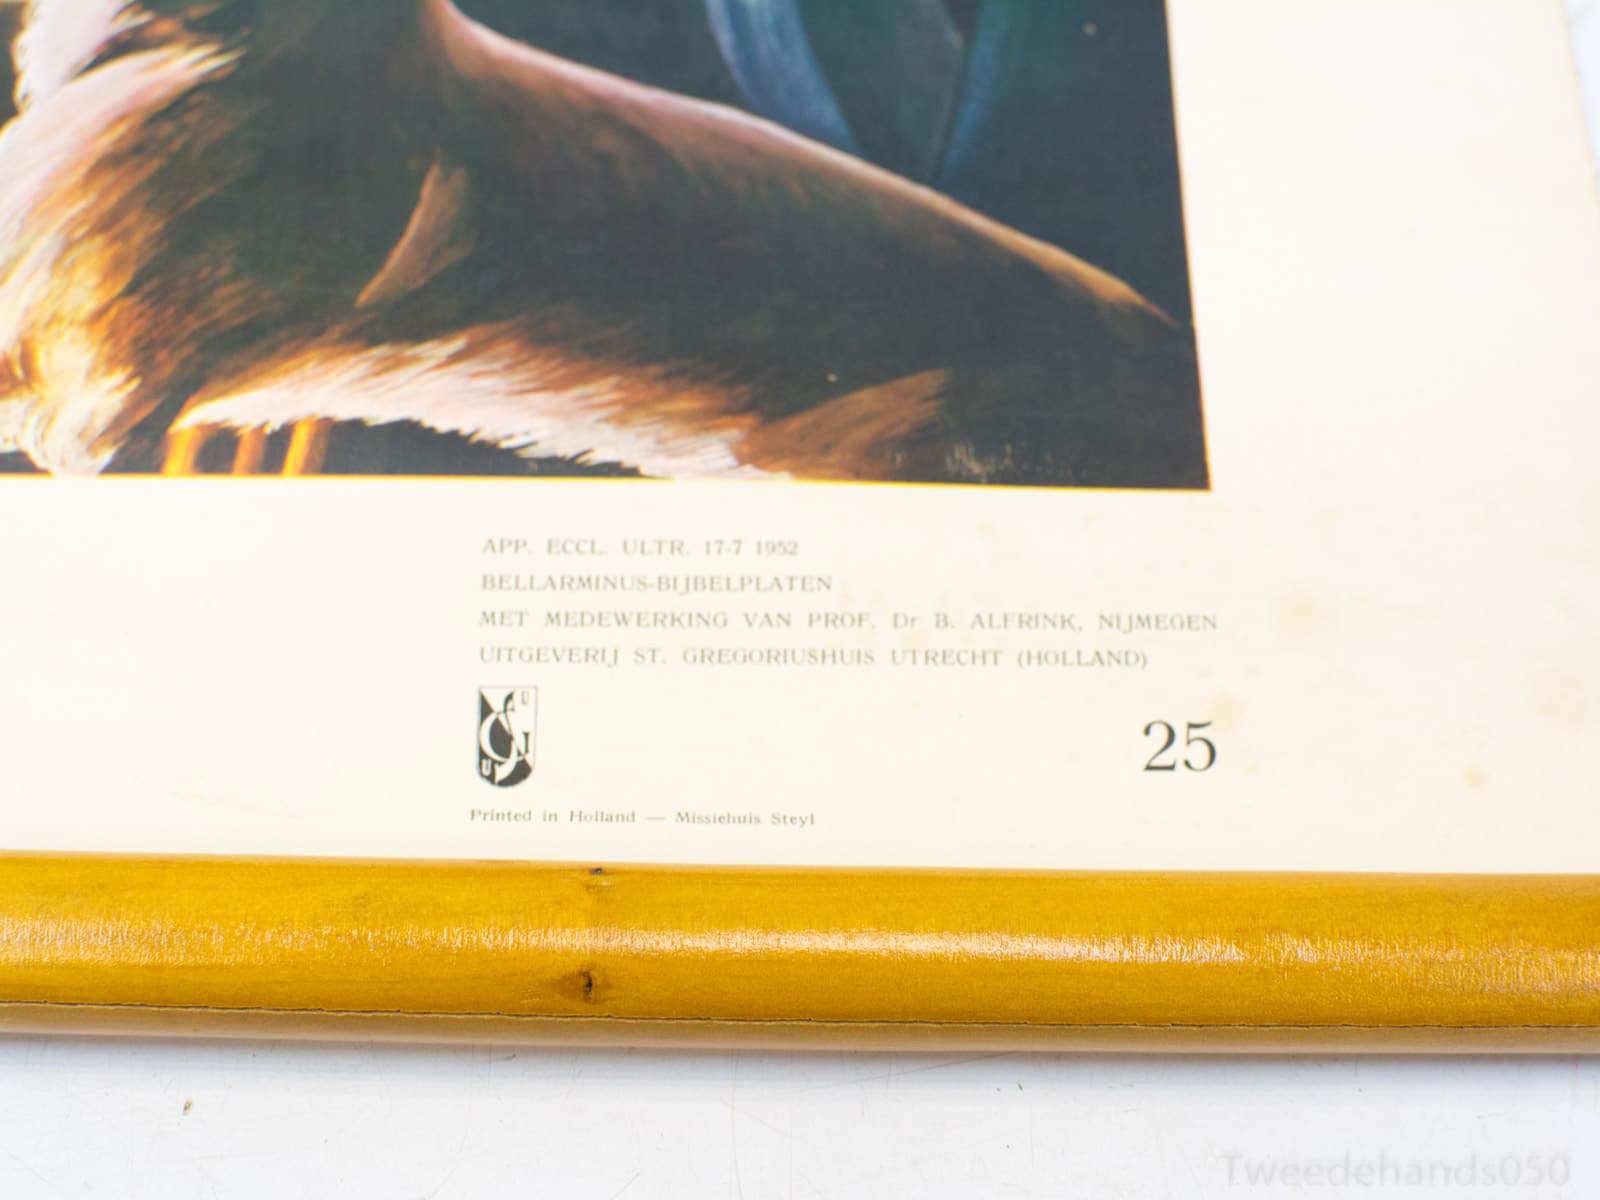 APP. ECCL. ULTR. 17-7 1952
BELLARMINUS-BIJBELPLATEN
MET MEDEWERKING VAN PROF. Dr B. ALFRINK, NIJMEGEN
UITGEVERIJ ST. GREGORIUSHUIS UTRECHT (HOLLAND)
25
Printed in Holland — Missiehuis Steyl
Tweedehands050